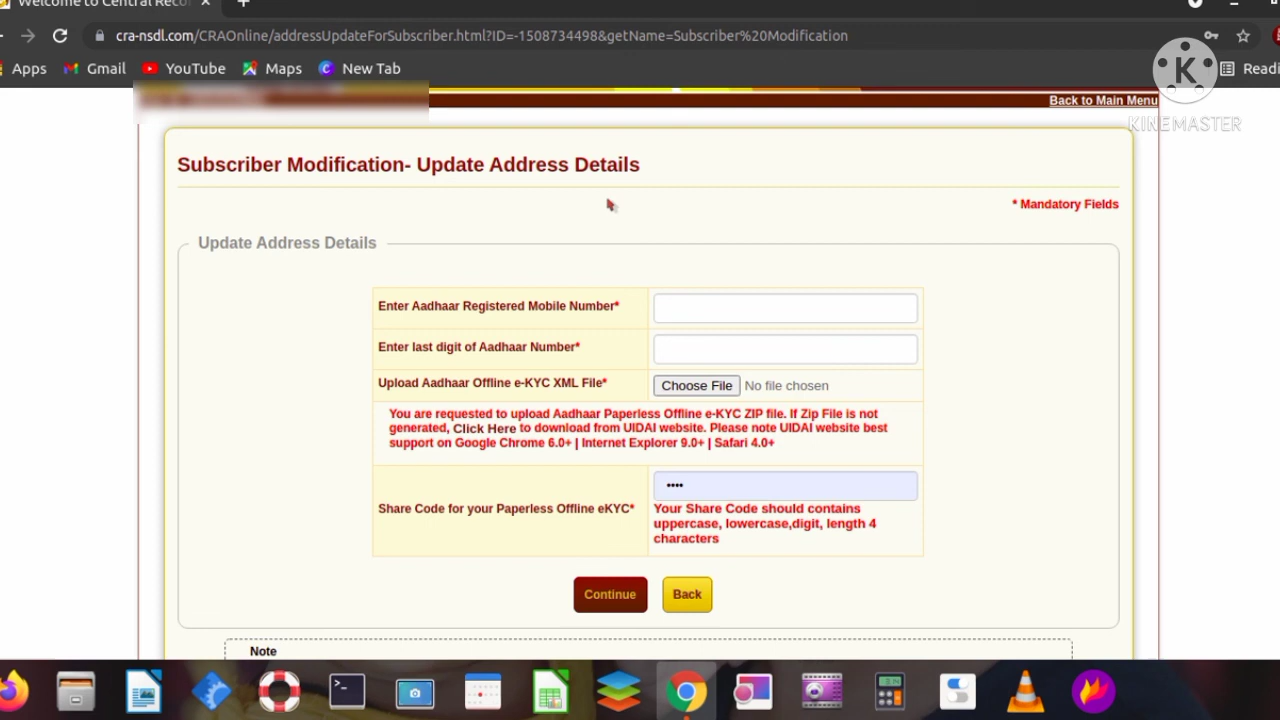 Welcome to Central Reco
cra-nsdl.com/CRAOnline/addressUpdateForSubscriber.html?ID=-1508734498&getName=Subscriber%20Modification
Apps Gmail YouTube Maps New Tab Readi
K
KINEMASTER
Back to Main Menu
Subscriber Modification- Update Address Details
* Mandatory Fields
Update Address Details
Enter Aadhaar Registered Mobile Number*
Enter last digit of Aadhaar Number*
Upload Aadhaar Offline e-KYC XML File* Choose File No file chosen
You are requested to upload Aadhaar Paperless Offline e-KYC ZIP file. If Zip File is not
generated, Click Here to download from UIDAI website. Please note UIDAI website best
support on Google Chrome 6.0+ | Internet Explorer 9.0+ | Safari 4.0+
Share Code for your Paperless Offline eKYC* ••••
Your Share Code should contains
uppercase, lowercase,digit, length 4
characters
Continue Back
Note